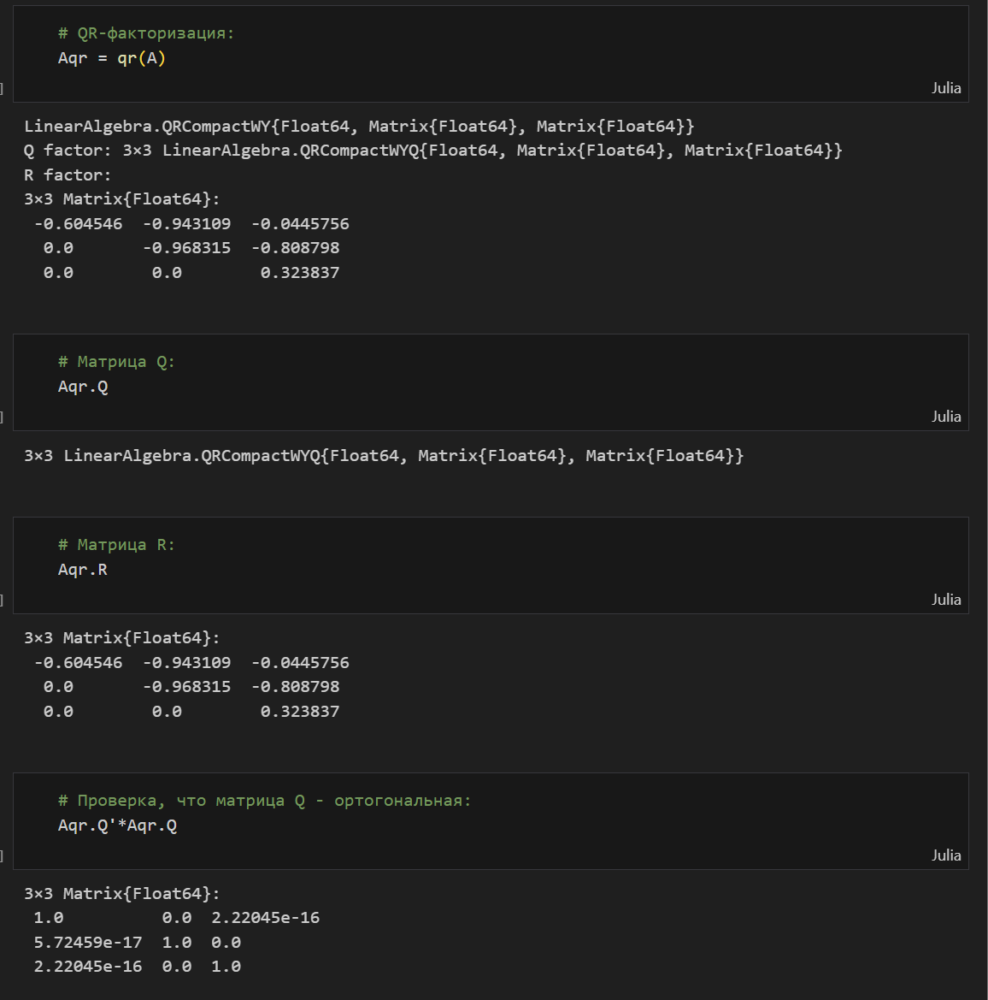 # QR-факторизация:
Aqr = qr(A)
]
Julia
LinearAlgebra.QRCompactWY{Float64, Matrix{Float64}, Matrix{Float64}}
Q factor: 3×3 LinearAlgebra.QRCompactWYQ{Float64, Matrix{Float64}, Matrix{Float64}}
R factor:
3×3 Matrix{Float64}:
 -0.604546  -0.943109  -0.0445756
  0.0       -0.968315  -0.808798
  0.0        0.0        0.323837
# Матрица Q:
Aqr.Q
]
Julia
3×3 LinearAlgebra.QRCompactWYQ{Float64, Matrix{Float64}, Matrix{Float64}}
# Матрица R:
Aqr.R
]
Julia
3×3 Matrix{Float64}:
 -0.604546  -0.943109  -0.0445756
  0.0       -0.968315  -0.808798
  0.0        0.0        0.323837
# Проверка, что матрица Q - ортогональная:
Aqr.Q'*Aqr.Q
]
Julia
3×3 Matrix{Float64}:
 1.0          0.0  2.22045e-16
 5.72459e-17  1.0  0.0
 2.22045e-16  0.0  1.0